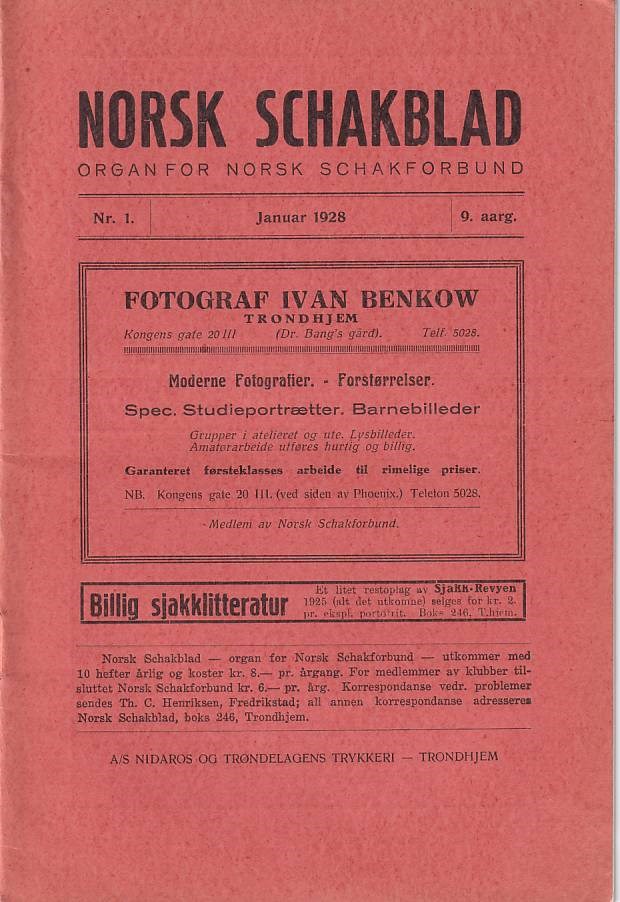 NORSK SCHAKBLAD
ORGAN FOR NORSK SCHAKFORBUND
Nr. 1. Januar 1928 9. aarg.
FOTOGRAF IVAN BENKOW
TRONDHJEM
Kongens gate 20 III (Dr. Bang's gård). Telf. 5028.
Moderne Fotografier. - Forstørrelser.
Spec. Studieportrætter. Barnebilleder
Grupper i atelieret og ute. Lysbilleder.
Amatørarbeide utføres hurtig og billig.
Garanteret førsteklasses arbeide til rimelige priser.
NB. Kongens gate 20 III. (ved siden av Phoenix.) Telefon 5028.
- Medlem av Norsk Schakforbund.
Billig sjakklitteratur
Et litet restoplag av Sjakk-Revyen
1925 (alt det utkomne) selges for kr. 2.
pr. ekspl. portofrit. Boks 246, T.hjem.
Norsk Schakblad — organ for Norsk Schakforbund — utkommer med
10 hefter årlig og koster kr. 8.— pr. årgang. For medlemmer av klubber til-
sluttet Norsk Schakforbund kr. 6.— pr. årg. Korrespondanse vedr. problemer
sendes Th. C. Henriksen, Fredrikstad; all annen korrespondanse adresseres
Norsk Schakblad, boks 246, Trondhjem.
A/S NIDAROS OG TRØNDELAGENS TRYKKERI — TRONDHJEM